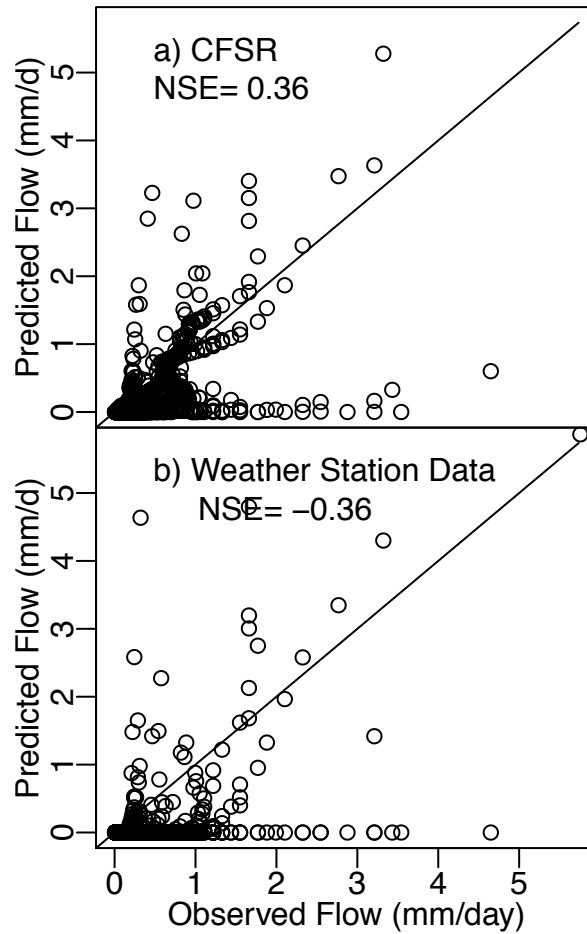 a) CFSR
NSE= 0.36
Predicted Flow (mm/d)
5
4
3
2
1
0
b) Weather Station Data
NSE= −0.36
Predicted Flow (mm/d)
5
4
3
2
1
0
0 1 2 3 4 5
Observed Flow (mm/day)